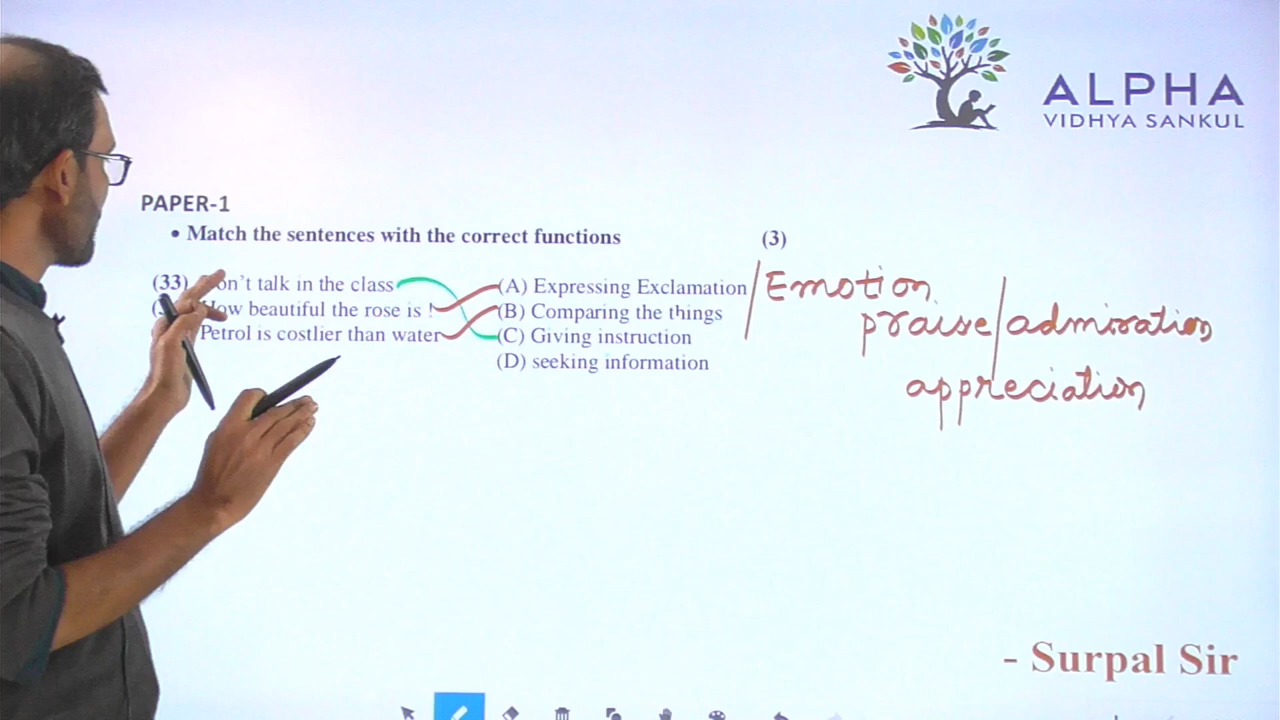 ALPHA
VIDHYA SANKUL
PAPER-1
• Match the sentences with the correct functions (3)
(33) on't talk in the class (A) Expressing Exclamation / Emotion
How beautiful the rose is ! (B) Comparing the things praise / admiration
Petrol is costlier than water (C) Giving instruction
(D) seeking information appreciation
- Surpal Sir